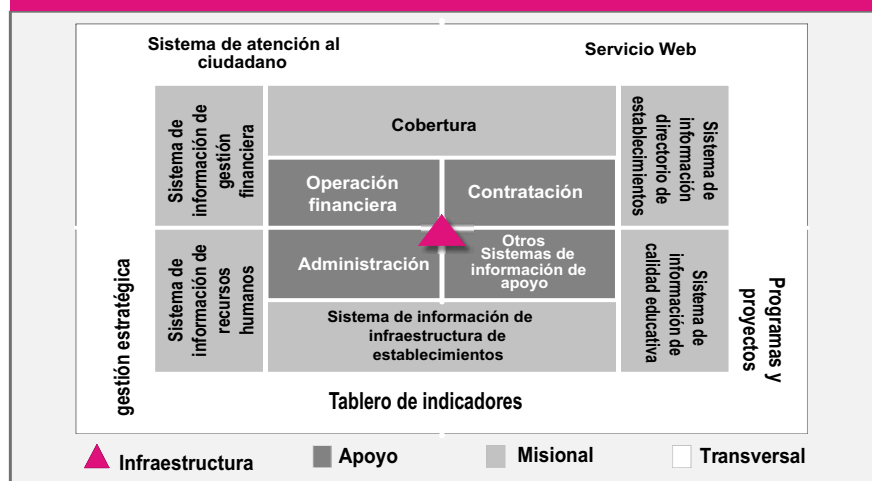 Sistema de atención al
ciudadano
Servicio Web
Sistema de
información de
gestión
financiera
Cobertura
Sistema de
información
directorio de
establecimientos
Operación
financiera
Contratación
gestión estratégica
Sistema de
información de
recursos
humanos
Administración
Otros
Sistemas de
información de
apoyo
Sistema de
información de
calidad educativa
Programas y
proyectos
Sistema de información de
infraestructura de
establecimientos
Tablero de indicadores
Infraestructura
Apoyo
Misional
Transversal